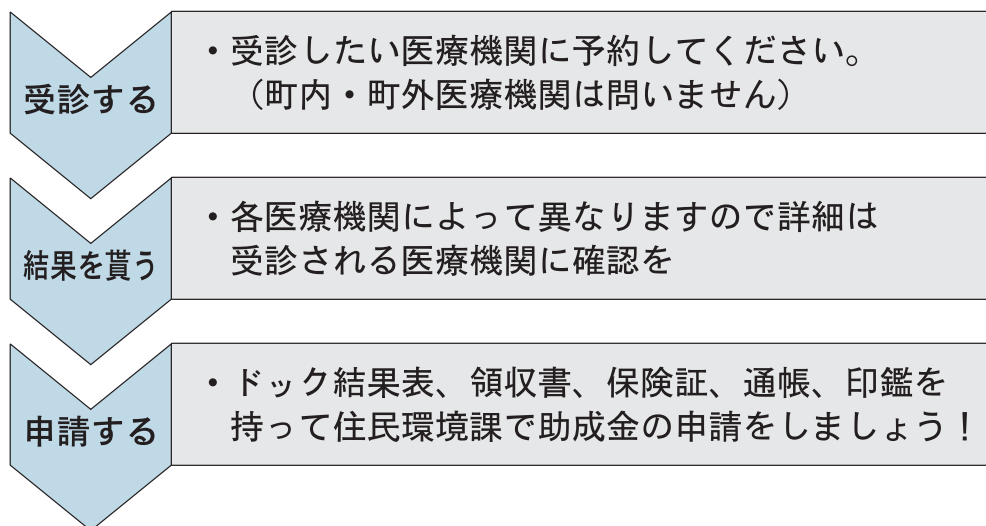 受診する
・受診したい医療機関に予約してください。
（町内・町外医療機関は問いません）
結果を貰う
・各医療機関によって異なりますので詳細は
受診される医療機関に確認を
申請する
・ドック結果表、領収書、保険証、通帳、印鑑を
持って住民環境課で助成金の申請をしましょう！